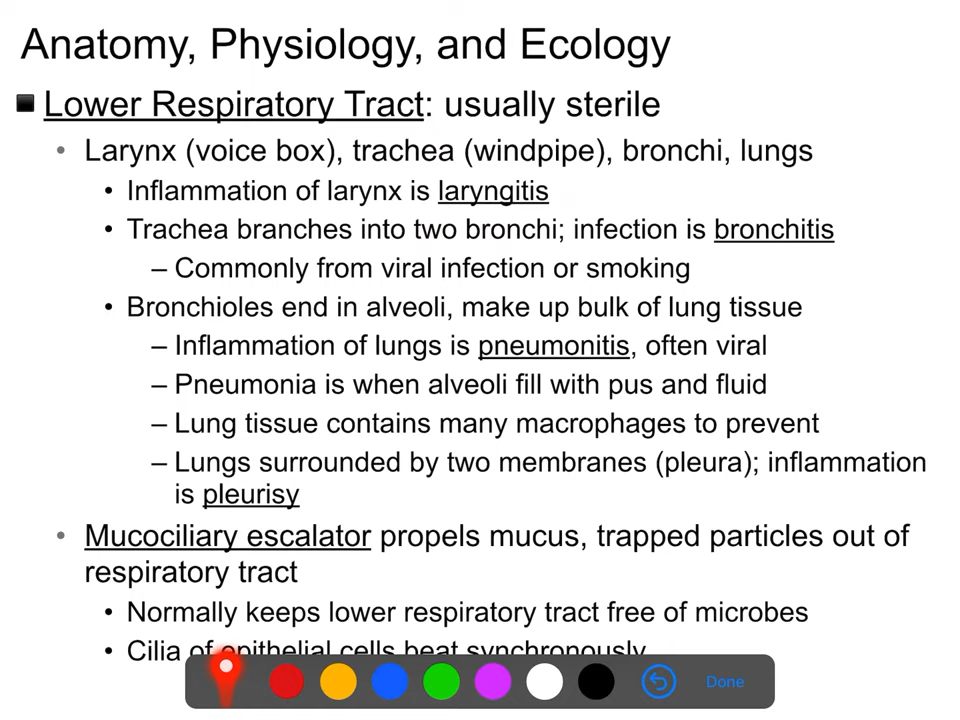 Anatomy, Physiology, and Ecology
Lower Respiratory Tract: usually sterile
• Larynx (voice box), trachea (windpipe), bronchi, lungs
• Inflammation of larynx is laryngitis
• Trachea branches into two bronchi; infection is bronchitis
– Commonly from viral infection or smoking
• Bronchioles end in alveoli, make up bulk of lung tissue
– Inflammation of lungs is pneumonitis, often viral
– Pneumonia is when alveoli fill with pus and fluid
– Lung tissue contains many macrophages to prevent
– Lungs surrounded by two membranes (pleura); inflammation
is pleurisy
• Mucociliary escalator propels mucus, trapped particles out of
respiratory tract
• Normally keeps lower respiratory tract free of microbes
• Cilia of epithelial cells beat synchronously
Done